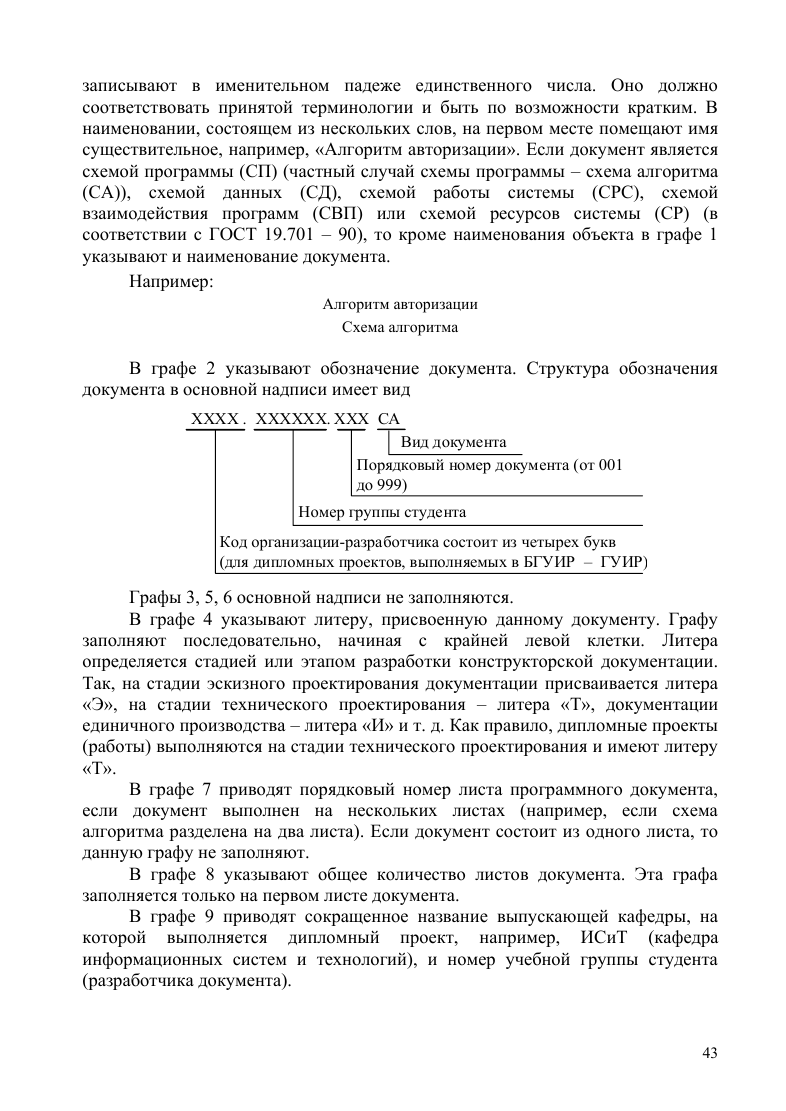 записывают в именительном падеже единственного числа. Оно должно
соответствовать принятой терминологии и быть по возможности кратким. В
наименовании, состоящем из нескольких слов, на первом месте помещают имя
существительное, например, «Алгоритм авторизации». Если документ является
схемой программы (СП) (частный случай схемы программы – схема алгоритма
(СА)), схемой данных (СД), схемой работы системы (СРС), схемой
взаимодействия программ (СВП) или схемой ресурсов системы (СР) (в
соответствии с ГОСТ 19.701 – 90), то кроме наименования объекта в графе 1
указывают и наименование документа.
Например:
Алгоритм авторизации
Схема алгоритма
В графе 2 указывают обозначение документа. Структура обозначения
документа в основной надписи имеет вид
ХХХХ . ХХХХХХ. ХХХ СА
Вид документа
Порядковый номер документа (от 001
до 999)
Номер группы студента
Код организации-разработчика состоит из четырех букв
(для дипломных проектов, выполняемых в БГУИР – ГУИР)
Графы 3, 5, 6 основной надписи не заполняются.
В графе 4 указывают литеру, присвоенную данному документу. Графу
заполняют последовательно, начиная с крайней левой клетки. Литера
определяется стадией или этапом разработки конструкторской документации.
Так, на стадии эскизного проектирования документации присваивается литера
«Э», на стадии технического проектирования – литера «Т», документации
единичного производства – литера «И» и т. д. Как правило, дипломные проекты
(работы) выполняются на стадии технического проектирования и имеют литеру
«Т».
В графе 7 приводят порядковый номер листа программного документа,
если документ выполнен на нескольких листах (например, если схема
алгоритма разделена на два листа). Если документ состоит из одного листа, то
данную графу не заполняют.
В графе 8 указывают общее количество листов документа. Эта графа
заполняется только на первом листе документа.
В графе 9 приводят сокращенное название выпускающей кафедры, на
которой выполняется дипломный проект, например, ИСиТ (кафедра
информационных систем и технологий), и номер учебной группы студента
(разработчика документа).
43